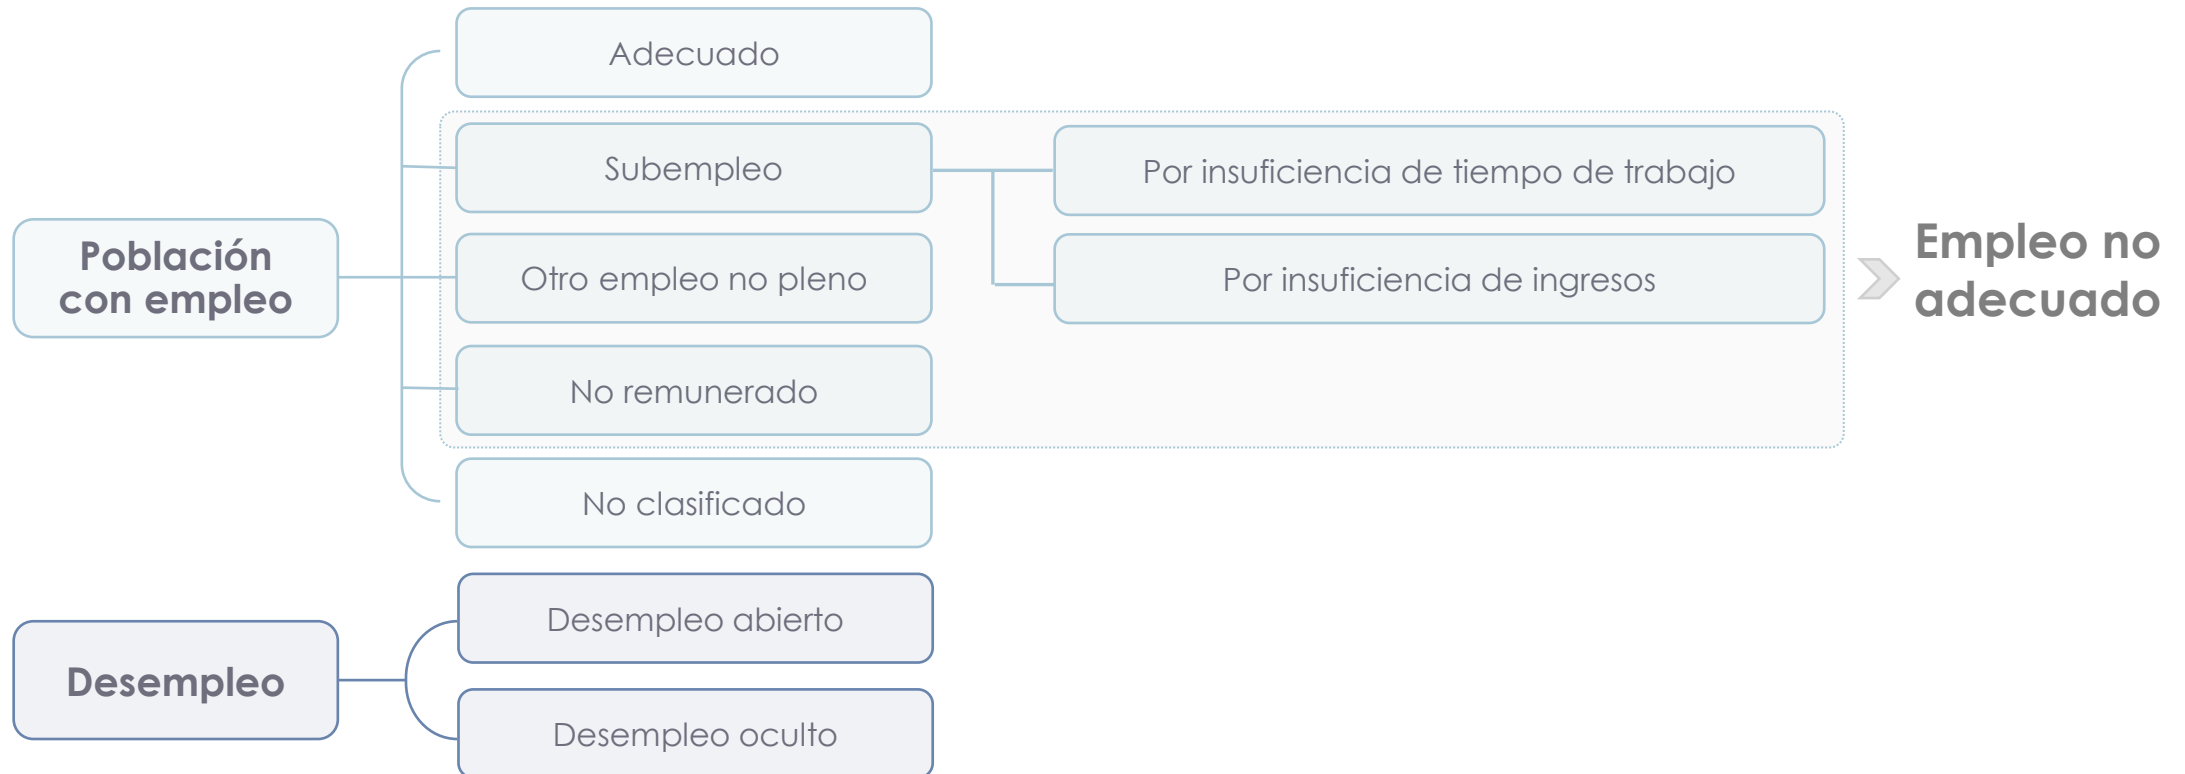 Adecuado
Subempleo
Por insuficiencia de tiempo de trabajo
Población
con empleo
Otro empleo no pleno
Por insuficiencia de ingresos
Empleo no
adecuado
No remunerado
No clasificado
Desempleo
Desempleo abierto
Desempleo oculto